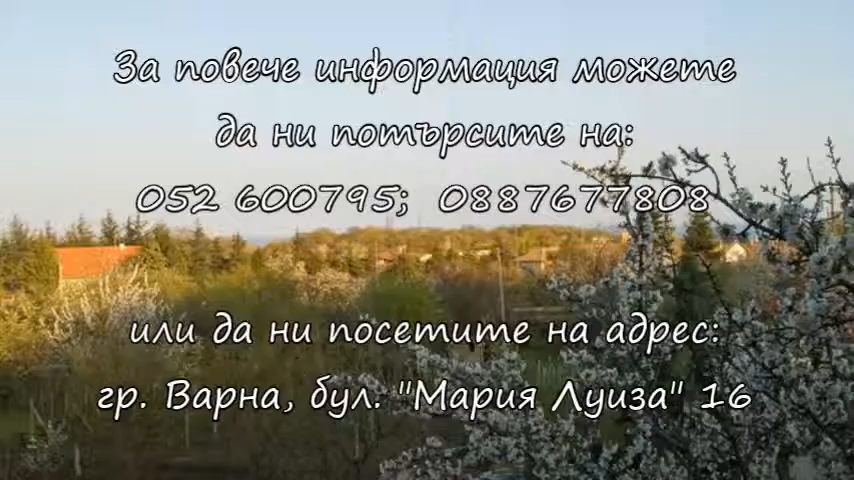 За повече информация можете
да ни потърсите на:
052 600795; 0887677808
или да ни посетите на адрес:
гр. Варна, бул. "Мария Луиза" 16